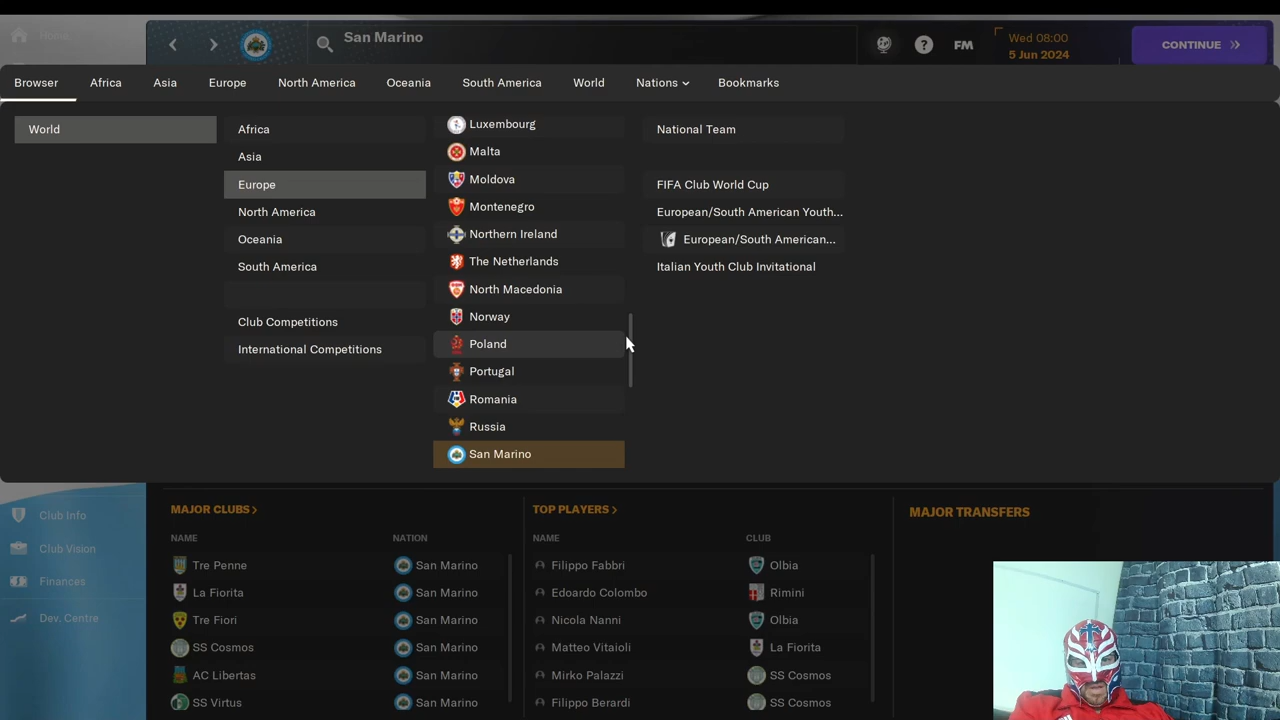 Home
San Marino
FM
Wed 08:00
5 Jun 2024
CONTINUE
Browser
Africa
Asia
Europe
North America
Oceania
South America
World
Nations
Bookmarks
World
Africa
Asia
Europe
North America
Oceania
South America
Club Competitions
International Competitions
Luxembourg
Malta
Moldova
Montenegro
Northern Ireland
The Netherlands
North Macedonia
Norway
Poland
Portugal
Romania
Russia
San Marino
National Team
FIFA Club World Cup
European/South American Youth...
European/South American...
Italian Youth Club Invitational
Club Info
Club Vision
Finances
Dev. Centre
MAJOR CLUBS >
NAME NATION
Tre Penne San Marino
La Fiorita San Marino
Tre Fiori San Marino
SS Cosmos San Marino
AC Libertas San Marino
SS Virtus San Marino
TOP PLAYERS >
NAME CLUB
Filippo Fabbri Olbia
Edoardo Colombo Rimini
Nicola Nanni Olbia
Matteo Vitaioli La Fiorita
Mirko Palazzi SS Cosmos
Filippo Berardi SS Cosmos
MAJOR TRANSFERS